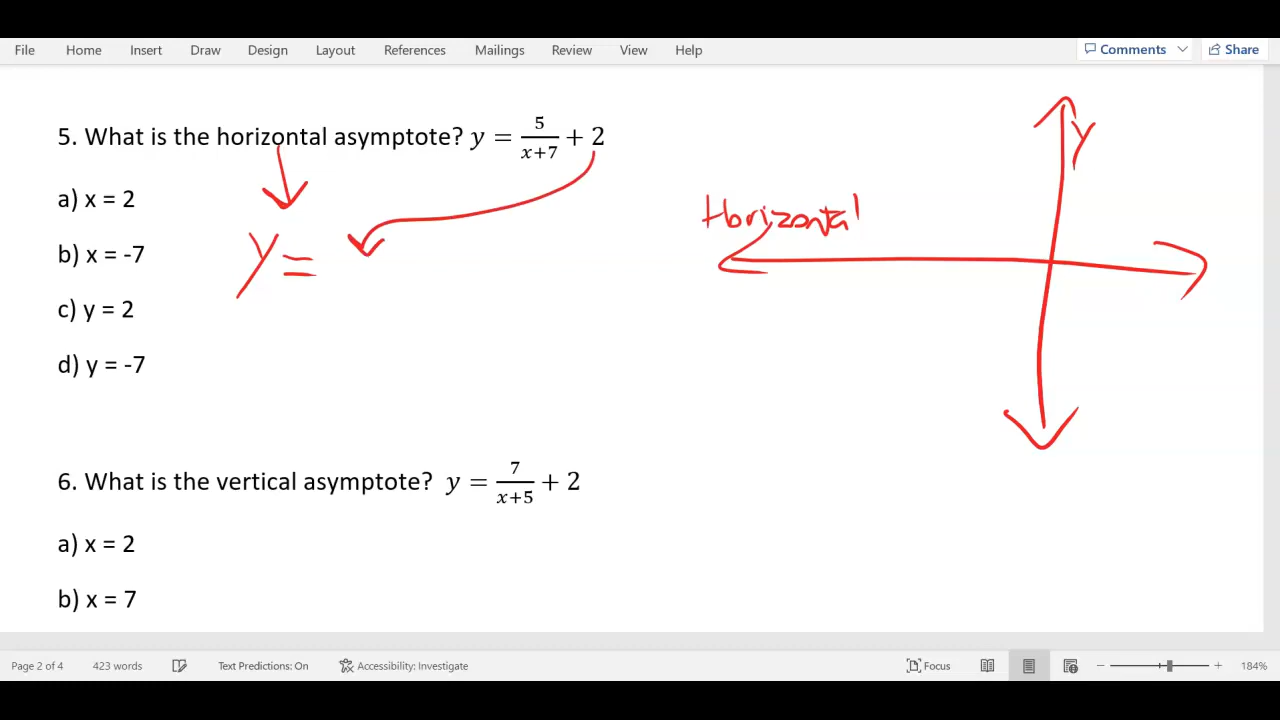 File Home Insert Draw Design Layout References Mailings Review View Help Comments Share
5. What is the horizontal asymptote? y = 5/(x+7) + 2
a) x = 2
b) x = -7
c) y = 2
d) y = -7
y =
Horizontal
y
6. What is the vertical asymptote? y = 7/(x+5) + 2
a) x = 2
b) x = 7
Page 2 of 4 423 words Text Predictions: On Accessibility: Investigate Focus 184%